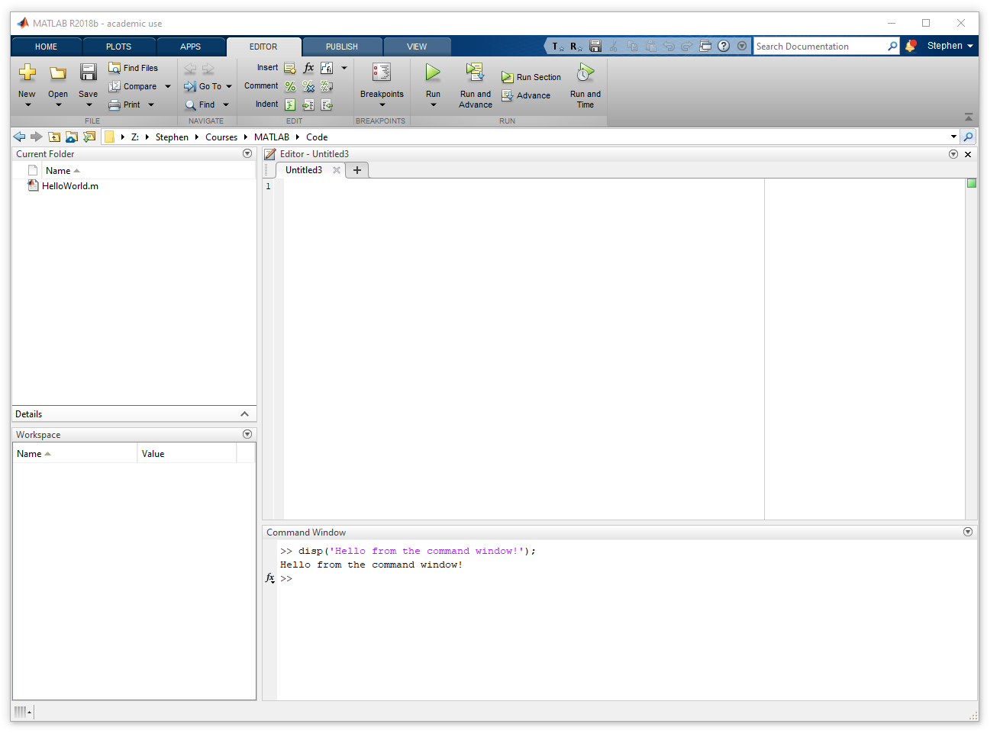 MATLAB R2018b - academic use
HOME PLOTS APPS EDITOR PUBLISH VIEW Search Documentation Stephen
New Open Save Find Files Compare Print
FILE
Go To Find
NAVIGATE
Insert fx
Comment
Indent
EDIT
Breakpoints
BREAKPOINTS
Run Run and Advance Run Section Advance Run and Time
RUN
Z: Stephen Courses MATLAB Code
Current Folder
Name
HelloWorld.m
Details
Workspace
Name Value
Editor - Untitled3
Untitled3 +
1
Command Window
>> disp('Hello from the command window!');
Hello from the command window!
fx >>